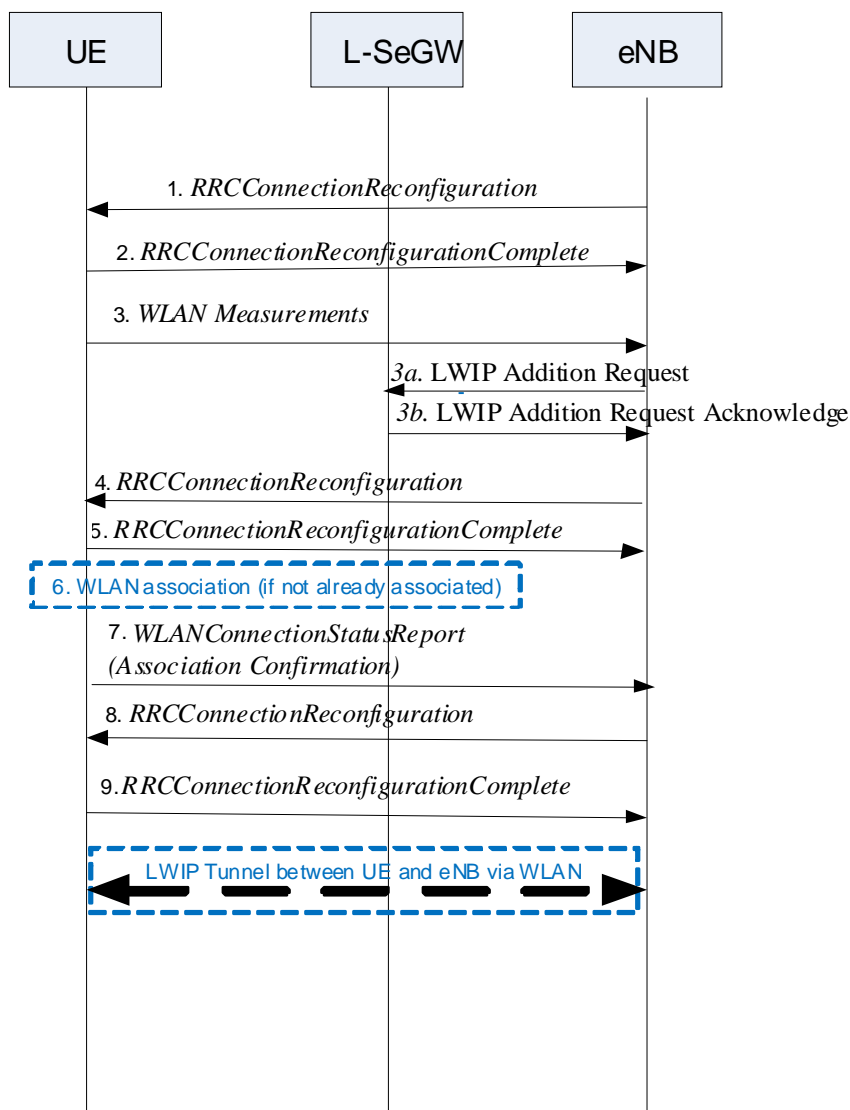 UE
L-SeGW
eNB
1. RRCConnectionReconfiguration
2. RRCConnectionReconfigurationComplete
3. WLAN Measurements
3a. LWIP Addition Request
3b. LWIP Addition Request Acknowledge
4. RRCConnectionReconfiguration
5. RRCConnectionReconfigurationComplete
6. WLAN association (if not already associated)
7. WLANConnectionStatusReport
(Association Confirmation)
8. RRCConnectionReconfiguration
9. RRCConnectionReconfigurationComplete
LWIP Tunnel between UE and eNB via WLAN